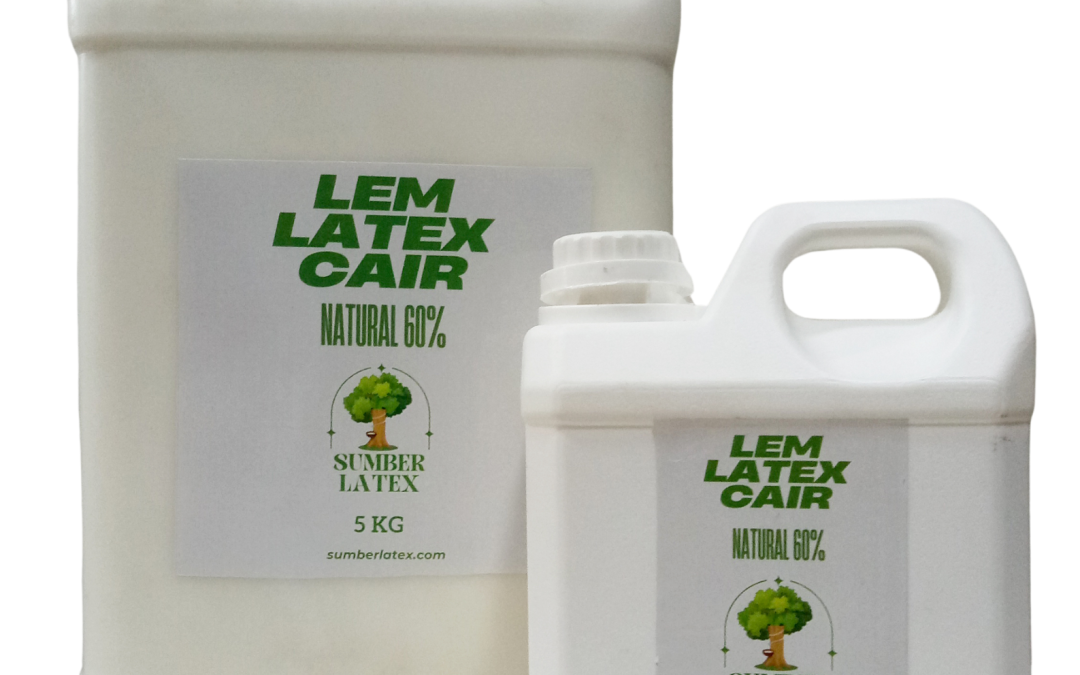 LEM
LATEX
CAIR
NATURAL 60%
SUMBER
LATEX
5 KG
sumberlatex.com
LEM
LATEX
CAIR
NATURAL 60%